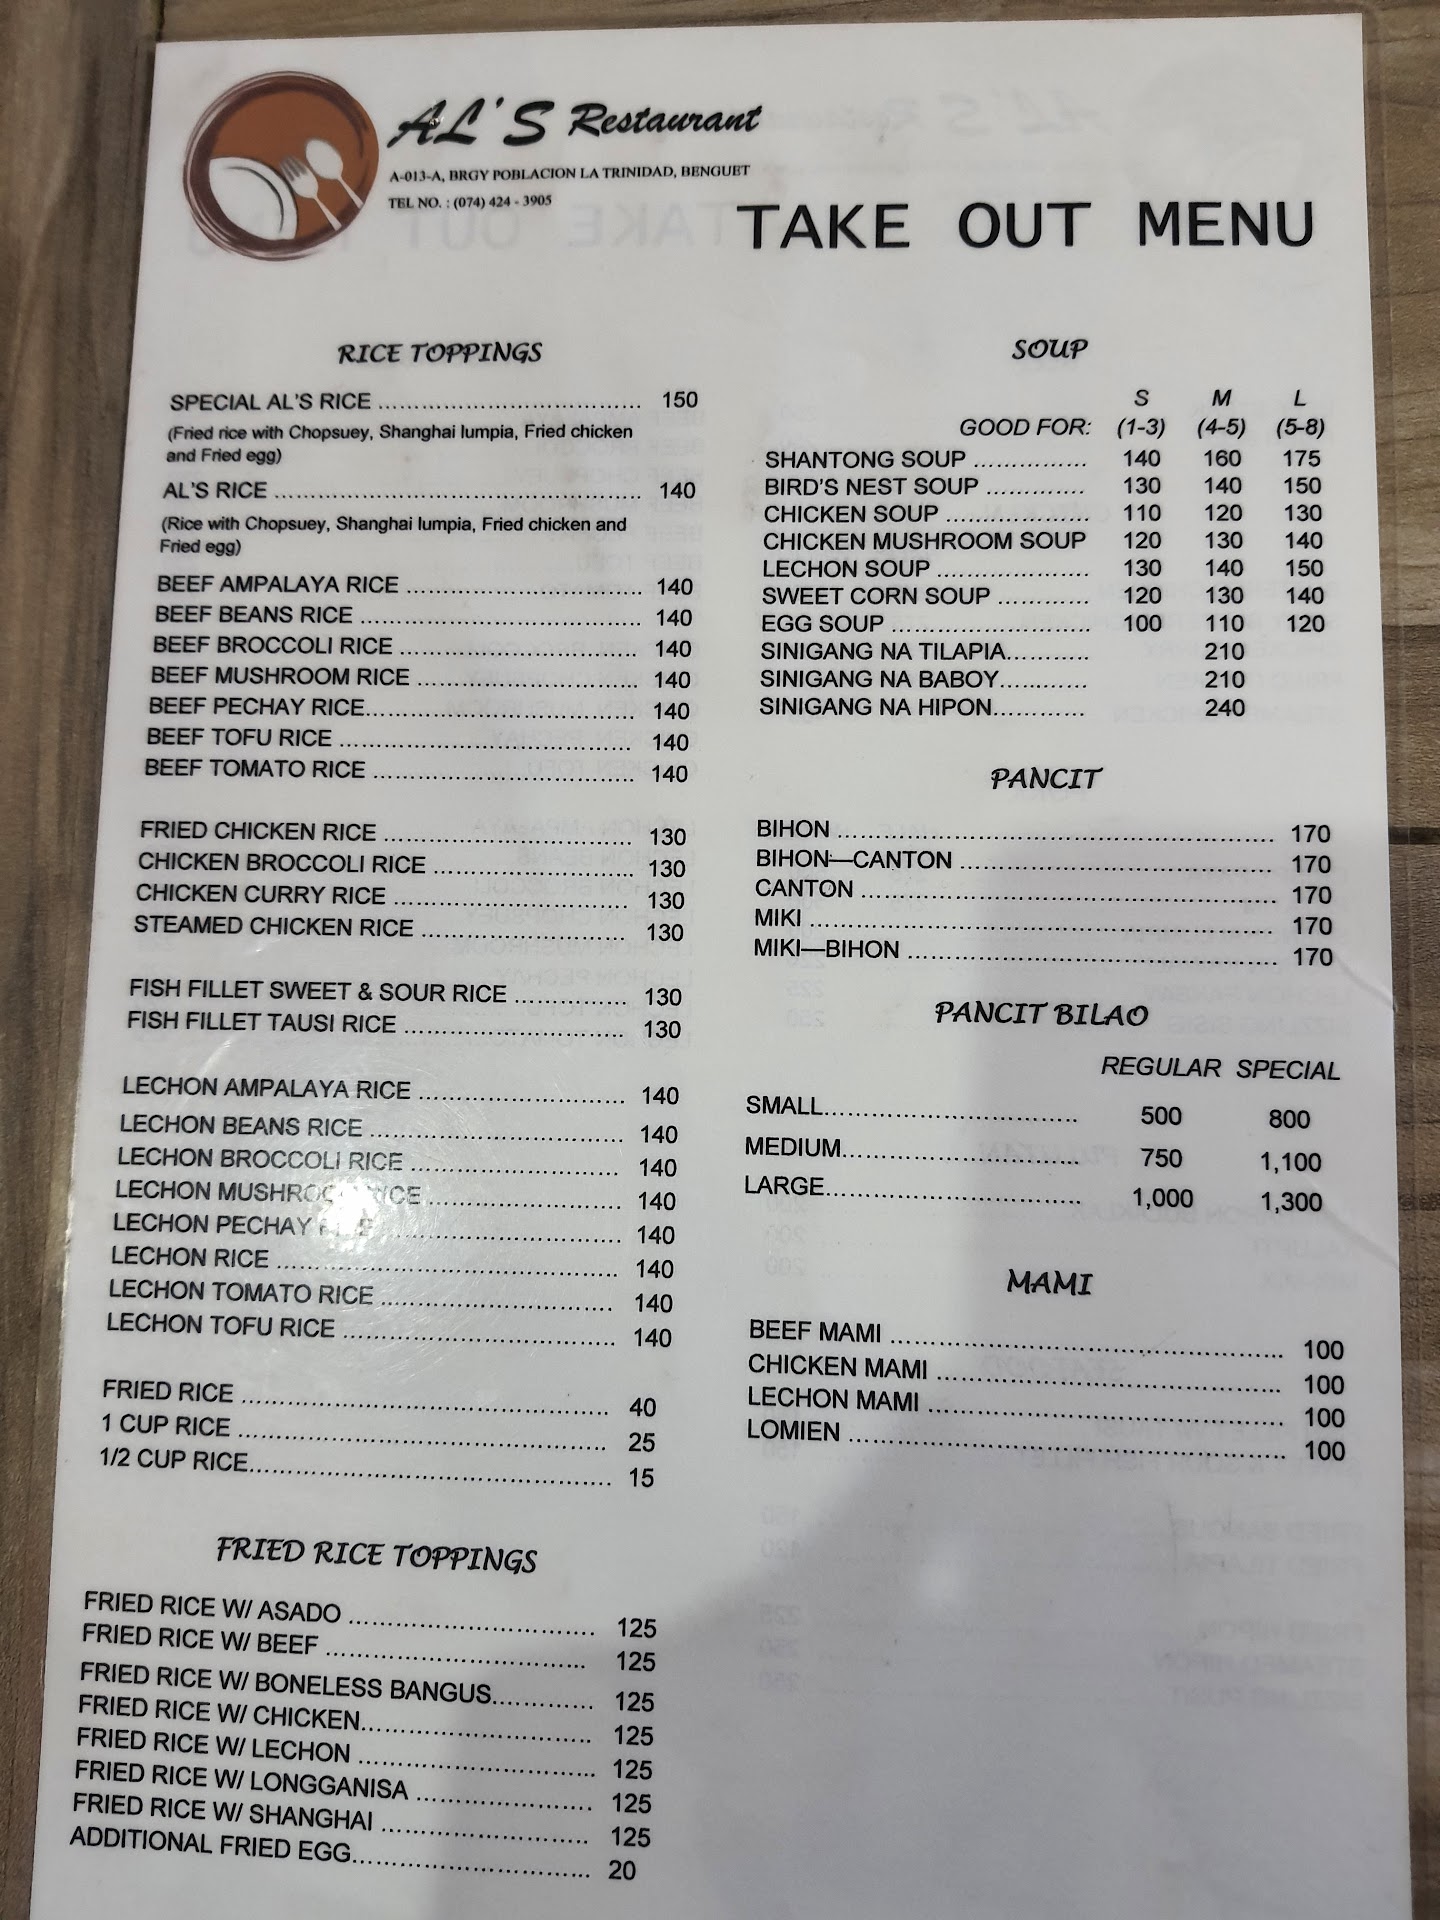 AL'S Restaurant
A-013-A, BRGY POBLACION LA TRINIDAD, BENGUET
TEL NO. : (074) 424 - 3905
TAKE OUT MENU
RICE TOPPINGS
SPECIAL AL'S RICE 150
(Fried rice with Chopsuey, Shanghai lumpia, Fried chicken
and Fried egg)
AL'S RICE 140
(Rice with Chopsuey, Shanghai lumpia, Fried chicken and
Fried egg)
BEEF AMPALAYA RICE 140
BEEF BEANS RICE 140
BEEF BROCCOLI RICE 140
BEEF MUSHROOM RICE 140
BEEF PECHAY RICE 140
BEEF TOFU RICE 140
BEEF TOMATO RICE 140
FRIED CHICKEN RICE 130
CHICKEN BROCCOLI RICE 130
CHICKEN CURRY RICE 130
STEAMED CHICKEN RICE 130
FISH FILLET SWEET & SOUR RICE 130
FISH FILLET TAUSI RICE 130
LECHON AMPALAYA RICE 140
LECHON BEANS RICE 140
LECHON BROCCOLI RICE 140
LECHON MUSHROOM RICE 140
LECHON PECHAY RICE 140
LECHON RICE 140
LECHON TOMATO RICE 140
LECHON TOFU RICE 140
FRIED RICE 40
1 CUP RICE 25
1/2 CUP RICE 15
FRIED RICE TOPPINGS
FRIED RICE W/ ASADO 125
FRIED RICE W/ BEEF 125
FRIED RICE W/ BONELESS BANGUS 125
FRIED RICE W/ CHICKEN 125
FRIED RICE W/ LECHON 125
FRIED RICE W/ LONGGANISA 125
FRIED RICE W/ SHANGHAI 125
ADDITIONAL FRIED EGG 20
SOUP
S M L
GOOD FOR: (1-3) (4-5) (5-8)
SHANTONG SOUP 140 160 175
BIRD'S NEST SOUP 130 140 150
CHICKEN SOUP 110 120 130
CHICKEN MUSHROOM SOUP 120 130 140
LECHON SOUP 130 140 150
SWEET CORN SOUP 120 130 140
EGG SOUP 100 110 120
SINIGANG NA TILAPIA 210
SINIGANG NA BABOY 210
SINIGANG NA HIPON 240
PANCIT
BIHON 170
BIHON—CANTON 170
CANTON 170
MIKI 170
MIKI—BIHON 170
PANCIT BILAO
REGULAR SPECIAL
SMALL 500 800
MEDIUM 750 1,100
LARGE 1,000 1,300
MAMI
BEEF MAMI 100
CHICKEN MAMI 100
LECHON MAMI 100
LOMIEN 100